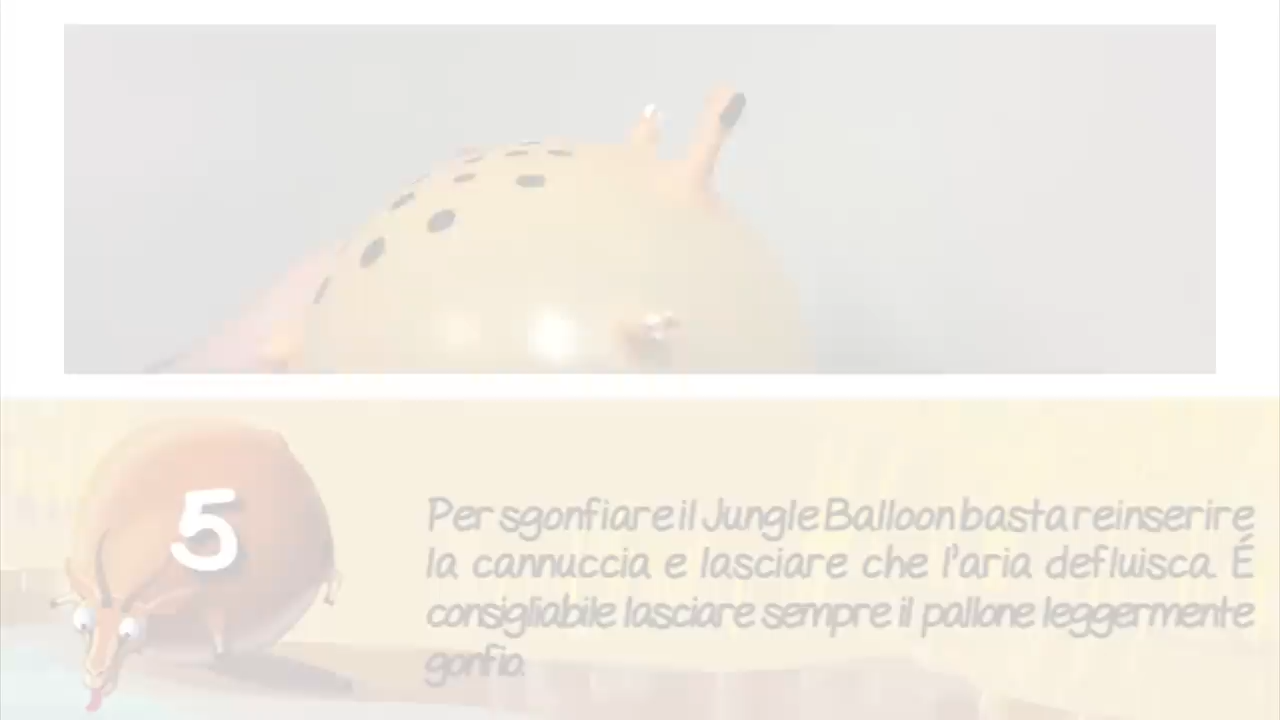 5
Per sgonfiare il Jungle Balloon basta reinserire
la cannuccia e lasciare che l'aria defluisca. É
consigliabile lasciare sempre il pallone leggermente
gonfio.